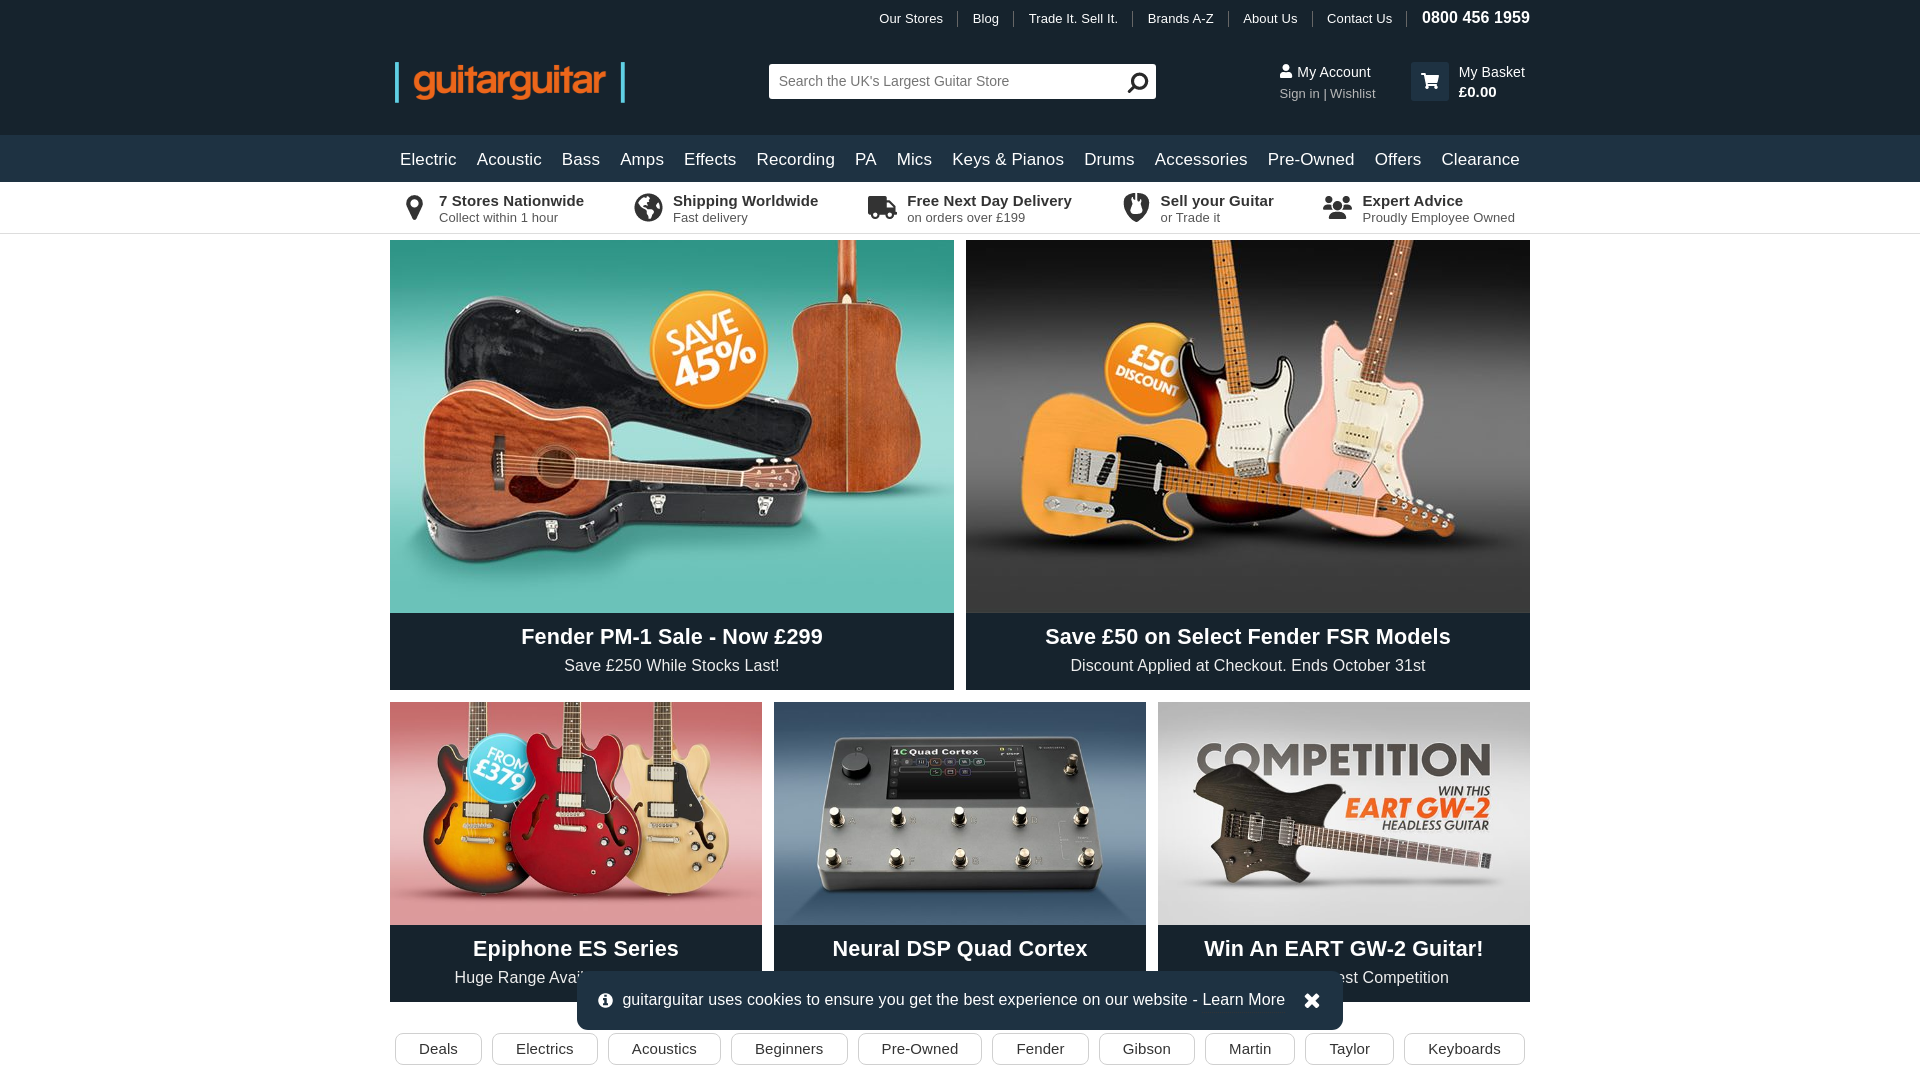 Our Stores
Blog
Trade It. Sell It.
Brands A-Z
About Us
Contact Us
0800 456 1959
guitarguitar
Search the UK's Largest Guitar Store
My Account
Sign in | Wishlist
My Basket
£0.00
Electric
Acoustic
Bass
Amps
Effects
Recording
PA
Mics
Keys & Pianos
Drums
Accessories
Pre-Owned
Offers
Clearance
7 Stores Nationwide
Collect within 1 hour
Shipping Worldwide
Fast delivery
Free Next Day Delivery
on orders over £199
Sell your Guitar
or Trade it
Expert Advice
Proudly Employee Owned
SAVE
45%
£50
DISCOUNT
Fender PM-1 Sale - Now £299
Save £250 While Stocks Last!
Save £50 on Select Fender FSR Models
Discount Applied at Checkout. Ends October 31st
FROM
£379
1C Quad Cortex
COMPETITION
WIN THIS
EART GW-2
HEADLESS GUITAR
Epiphone ES Series
Huge Range
Neural DSP Quad Cortex
Win An EART GW-2 Guitar!
Competition
guitarguitar uses cookies to ensure you get the best experience on our website - Learn More
Deals
Electrics
Acoustics
Beginners
Pre-Owned
Fender
Gibson
Martin
Taylor
Keyboards